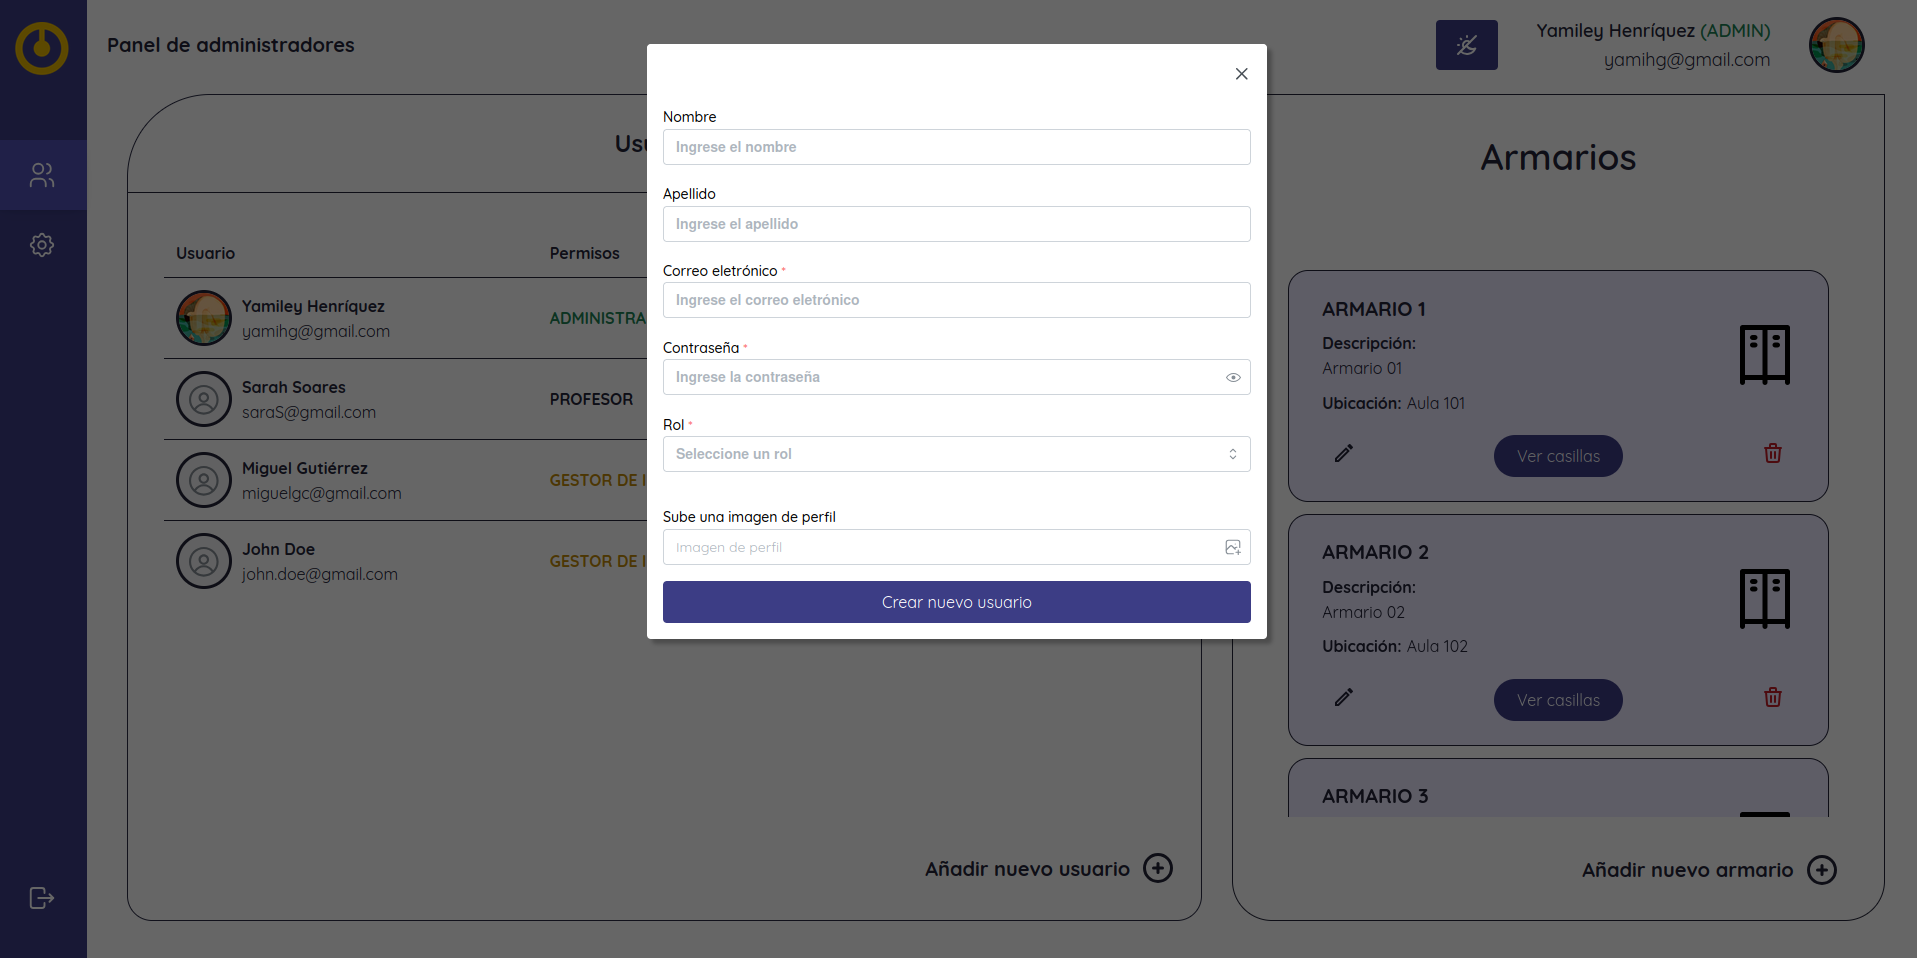 Panel de administradores
Yamiley Henríquez (ADMIN)
yamihg@gmail.com
Nombre
Ingrese el nombre
Apellido
Ingrese el apellido
Correo eletrónico *
Ingrese el correo eletrónico
Contraseña *
Ingrese la contraseña
Rol *
Seleccione un rol
Sube una imagen de perfil
Imagen de perfil
Crear nuevo usuario
Usu
Usuario
Permisos
Yamiley Henríquez
yamihg@gmail.com
ADMINISTRA
Sarah Soares
saraS@gmail.com
PROFESOR
Miguel Gutiérrez
miguelgc@gmail.com
GESTOR DE I
John Doe
john.doe@gmail.com
GESTOR DE I
Añadir nuevo usuario
Armarios
ARMARIO 1
Descripción:
Armario 01
Ubicación: Aula 101
Ver casillas
ARMARIO 2
Descripción:
Armario 02
Ubicación: Aula 102
Ver casillas
ARMARIO 3
Añadir nuevo armario